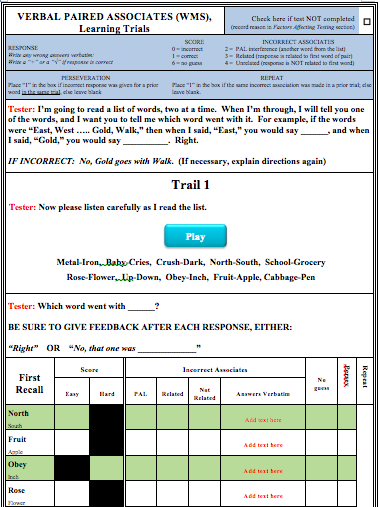 VERBAL PAIRED ASSOCIATES (WMS),
Learning Trials
Check here if test NOT completed
(record reason in Factors Affecting Testing section)
RESPONSE
Write any wrong answers verbatim:
Write a "+" or a "√" if response is correct
SCORE
0 = incorrect
1 = correct
6 = no guess
INCORRECT ASSOCIATES
2 = PAL interference (another word from the list)
3 = Related (response is related to first word of pair)
4 = Unrelated (response is NOT related to first word)
PERSEVERATION
Place "1" in the box if incorrect response was given for a prior
word in the same trial, else leave blank
REPEAT
Place "1" in the box if the same incorrect association was made in a prior trial; else
leave blank.
Tester: I'm going to read a list of words, two at a time. When I'm through, I will tell you one
of the words, and I want you to tell me which word went with it. For example, if the words
were "East, West ..... Gold, Walk," then when I said, "East," you would say ______, and when
I said, "Gold," you would say __________. Right.
IF INCORRECT: No, Gold goes with Walk. (If necessary, explain directions again)
Trail 1
Tester: Now please listen carefully as I read the list.
Play
Metal-Iron, Baby-Cries, Crush-Dark, North-South, School-Grocery
Rose-Flower, Up-Down, Obey-Inch, Fruit-Apple, Cabbage-Pen
Tester: Which word went with ______?
BE SURE TO GIVE FEEDBACK AFTER EACH RESPONSE, EITHER:
"Right" OR "No, that one was _____________"
First
Recall
Score
Easy
Hard
Incorrect Associates
PAL
Related
Not
Related
Answers Verbatim
No
guess
Repeat
North
South
Add text here
Fruit
Apple
Add text here
Obey
Inch
Add text here
Rose
Flower
Add text here